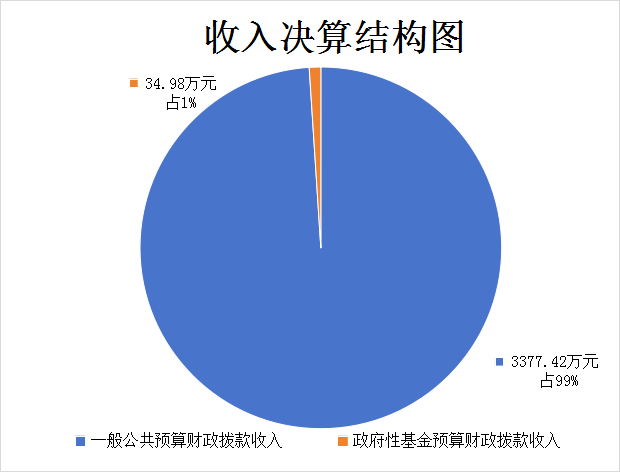 收入决算结构图
34.98万元
占1%
3377.42万元
占99%
一般公共预算财政拨款收入
政府性基金预算财政拨款收入